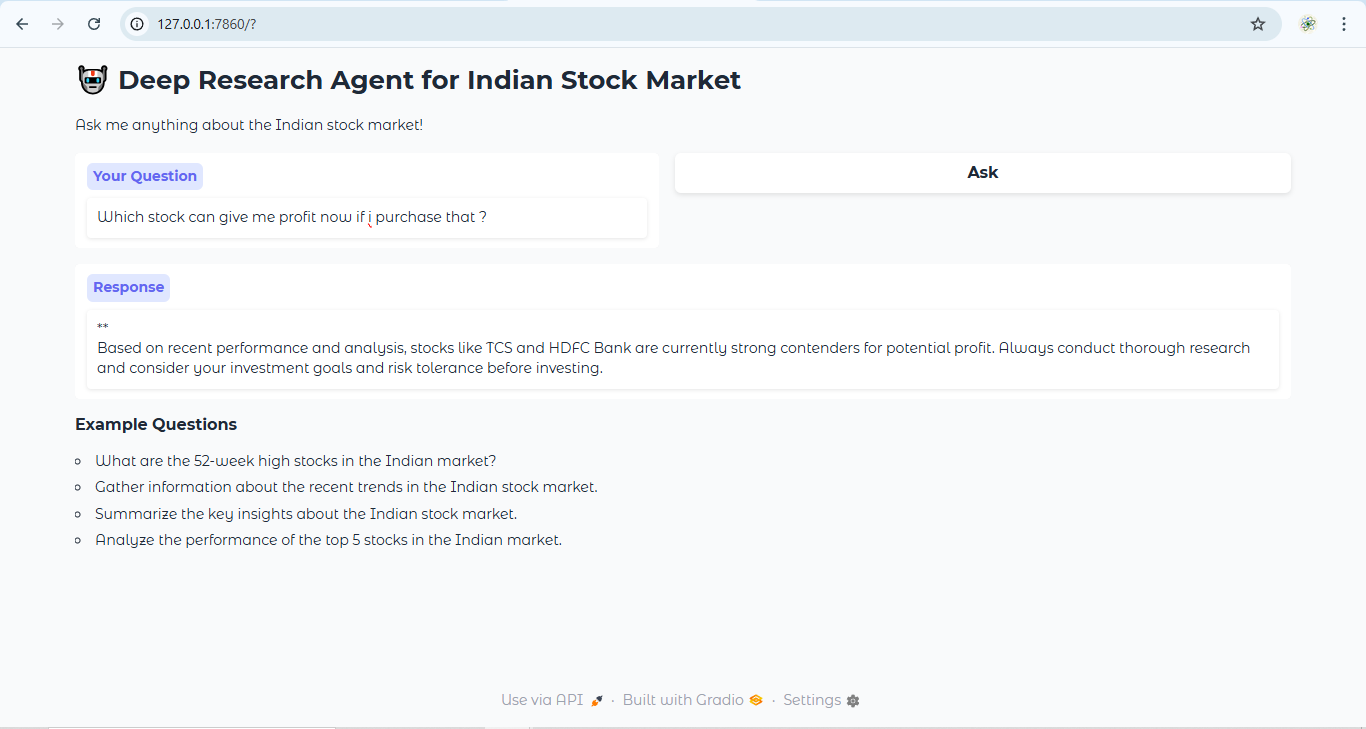 127.0.0.1:7860/?
Deep Research Agent for Indian Stock Market
Ask me anything about the Indian stock market!
Your Question
Ask
Which stock can give me profit now if i purchase that ?
Response
**
Based on recent performance and analysis, stocks like TCS and HDFC Bank are currently strong contenders for potential profit. Always conduct thorough research
and consider your investment goals and risk tolerance before investing.
Example Questions
What are the 52-week high stocks in the Indian market?
Gather information about the recent trends in the Indian stock market.
Summarize the key insights about the Indian stock market.
Analyze the performance of the top 5 stocks in the Indian market.
Use via API · Built with Gradio · Settings